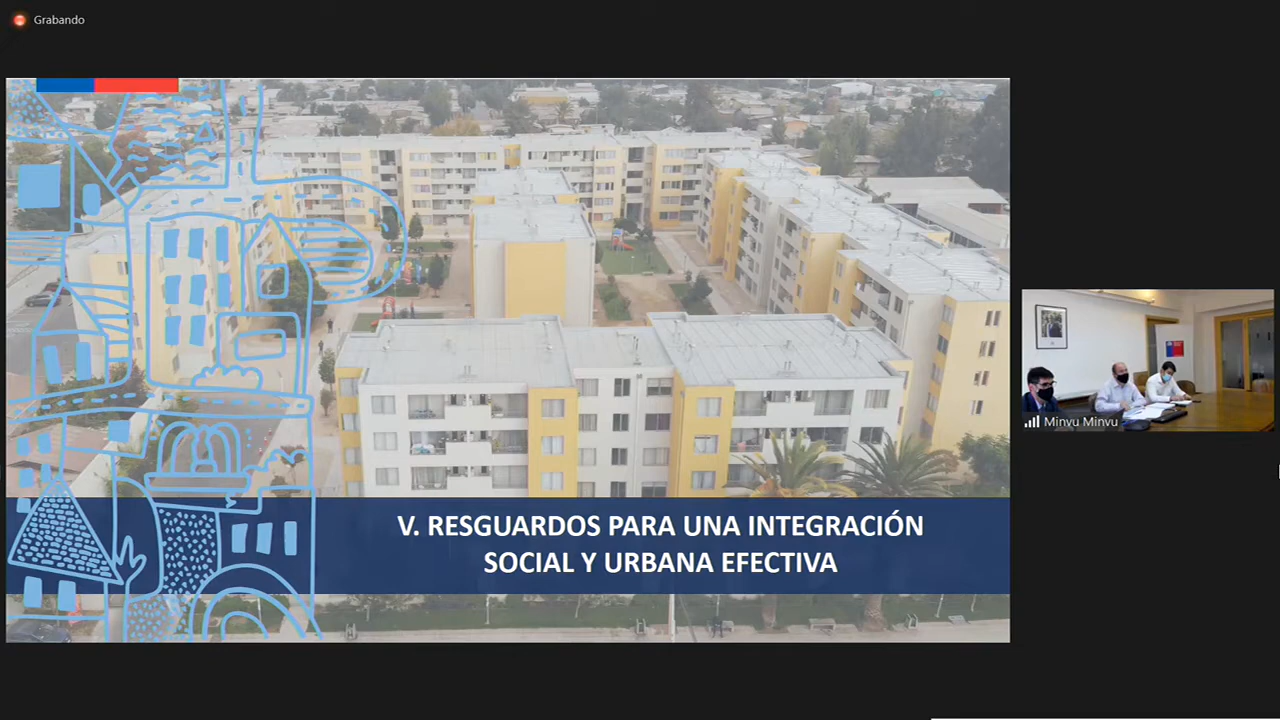 Grabando
V. RESGUARDOS PARA UNA INTEGRACIÓN
SOCIAL Y URBANA EFECTIVA
Minvu Minvu